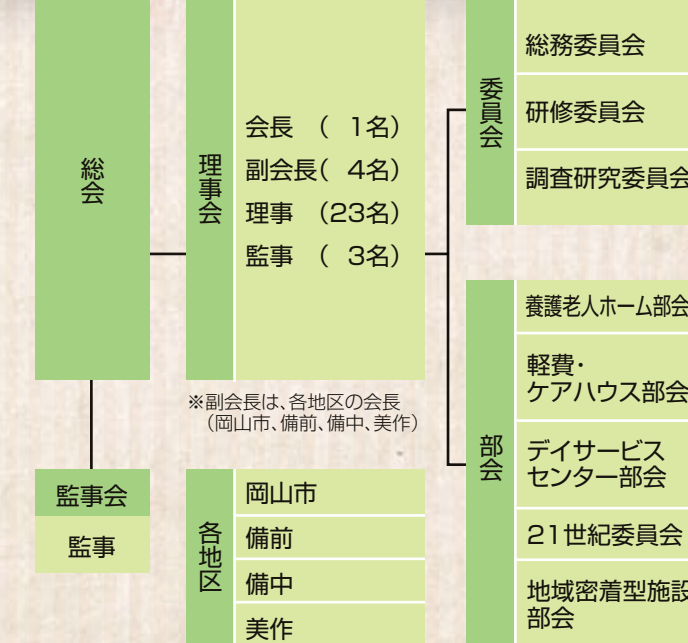 総会
理事会
会長 ( 1名)
副会長( 4名)
理事 (23名)
監事 ( 3名)
※副会長は、各地区の会長
(岡山市、備前、備中、美作)
監事会
監事
各地区
岡山市
備前
備中
美作
委員会
総務委員会
研修委員会
調査研究委員会
部会
養護老人ホーム部会
軽費・
ケアハウス部会
デイサービス
センター部会
21世紀委員会
地域密着型施設
部会